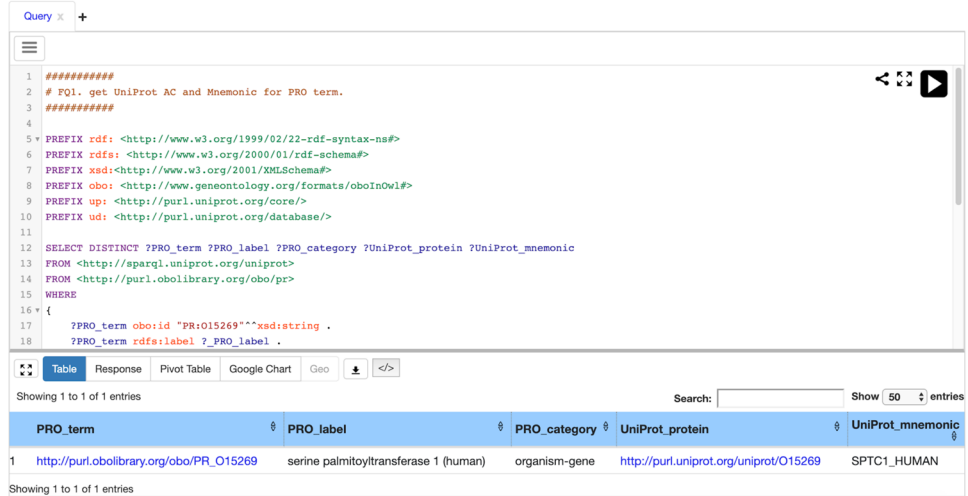 Query x +
1 ###########
2 # FQ1. get UniProt AC and Mnemonic for PRO term.
3 ###########
4
5 PREFIX rdf: <http://www.w3.org/1999/02/22-rdf-syntax-ns#>
6 PREFIX rdfs: <http://www.w3.org/2000/01/rdf-schema#>
7 PREFIX xsd:<http://www.w3.org/2001/XMLSchema#>
8 PREFIX obo: <http://www.geneontology.org/formats/oboInOwl#>
9 PREFIX up: <http://purl.uniprot.org/core/>
10 PREFIX ud: <http://purl.uniprot.org/database/>
11
12 SELECT DISTINCT ?PRO_term ?PRO_label ?PRO_category ?UniProt_protein ?UniProt_mnemonic
13 FROM <http://sparql.uniprot.org/uniprot>
14 FROM <http://purl.obolibrary.org/obo/pr>
15 WHERE
16 {
17 ?PRO_term obo:id "PR:O15269"^^xsd:string .
18 ?PRO_term rdfs:label ?_PRO_label .
Table Response Pivot Table Google Chart Geo </>
Showing 1 to 1 of 1 entries Search: Show 50 entries
PRO_term PRO_label PRO_category UniProt_protein UniProt_mnemonic
1 http://purl.obolibrary.org/obo/PR_O15269 serine palmitoyltransferase 1 (human) organism-gene http://purl.uniprot.org/uniprot/O15269 SPTC1_HUMAN
Showing 1 to 1 of 1 entries